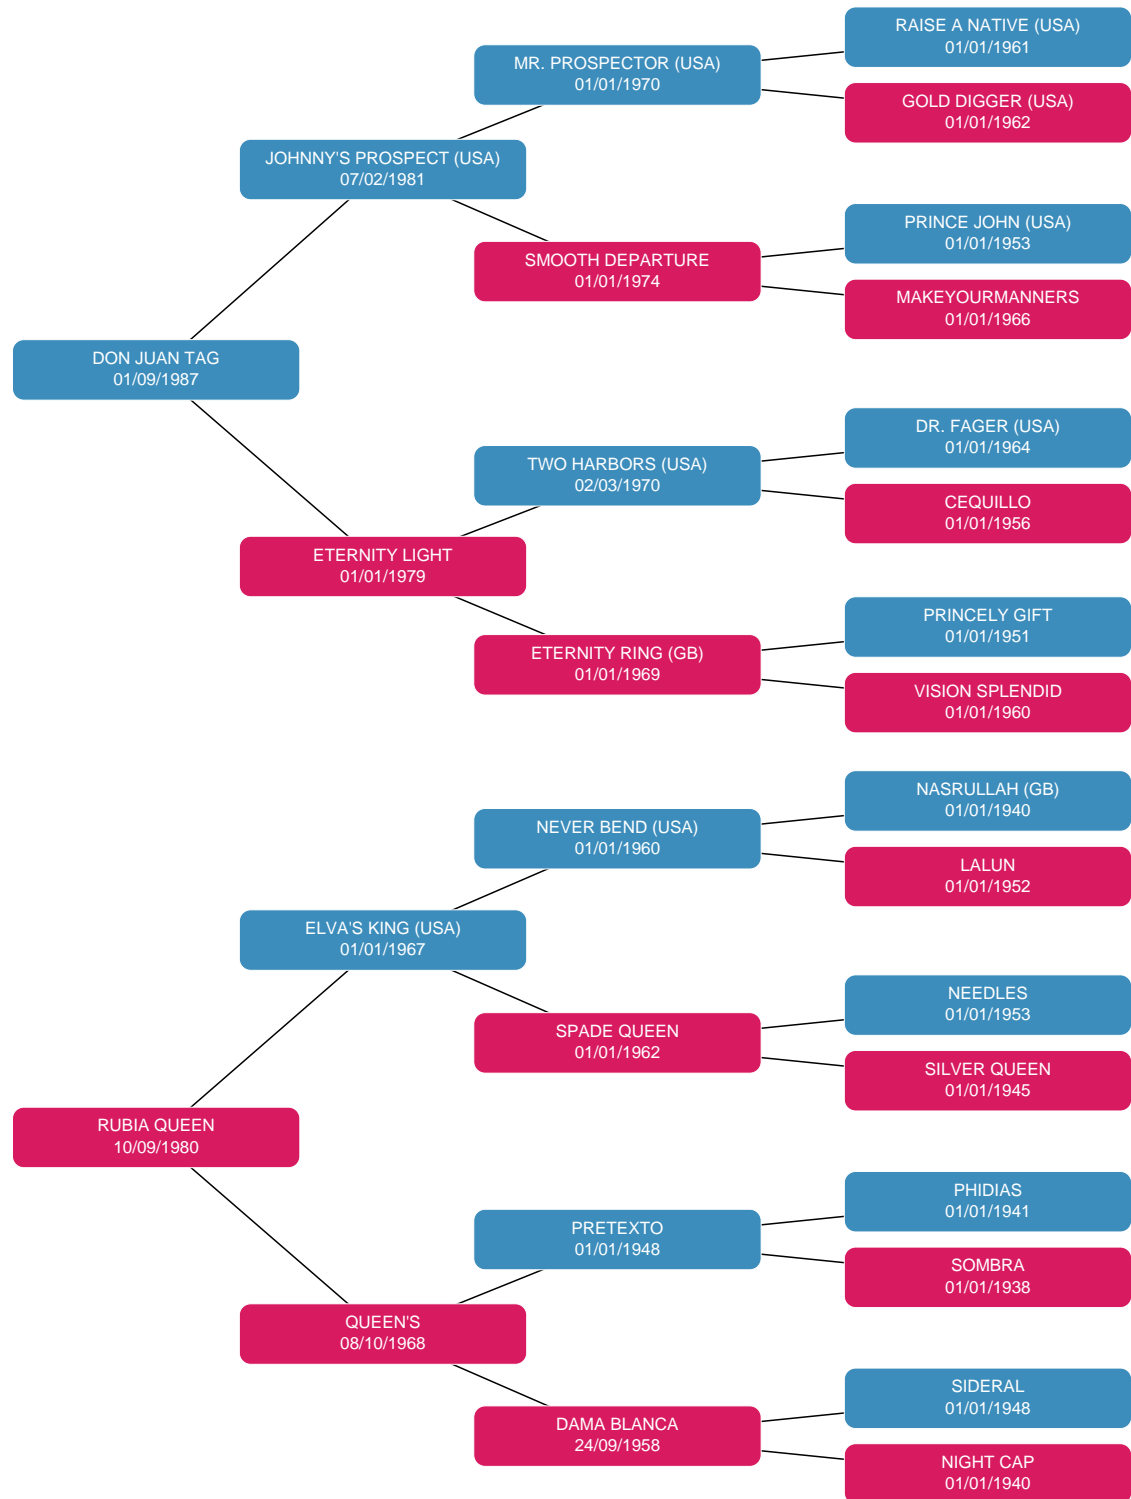 RAISE A NATIVE (USA)
01/01/1961
MR. PROSPECTOR (USA)
01/01/1970
GOLD DIGGER (USA)
01/01/1962
JOHNNY'S PROSPECT (USA)
07/02/1981
PRINCE JOHN (USA)
01/01/1953
SMOOTH DEPARTURE
01/01/1974
MAKEYOURMANNERS
01/01/1966
DON JUAN TAG
01/09/1987
DR. FAGER (USA)
01/01/1964
TWO HARBORS (USA)
02/03/1970
CEQUILLO
01/01/1956
ETERNITY LIGHT
01/01/1979
PRINCELY GIFT
01/01/1951
ETERNITY RING (GB)
01/01/1969
VISION SPLENDID
01/01/1960
NASRULLAH (GB)
01/01/1940
NEVER BEND (USA)
01/01/1960
LALUN
01/01/1952
ELVA'S KING (USA)
01/01/1967
NEEDLES
01/01/1953
SPADE QUEEN
01/01/1962
SILVER QUEEN
01/01/1945
RUBIA QUEEN
10/09/1980
PHIDIAS
01/01/1941
PRETEXTO
01/01/1948
SOMBRA
01/01/1938
QUEEN'S
08/10/1968
SIDERAL
01/01/1948
DAMA BLANCA
24/09/1958
NIGHT CAP
01/01/1940